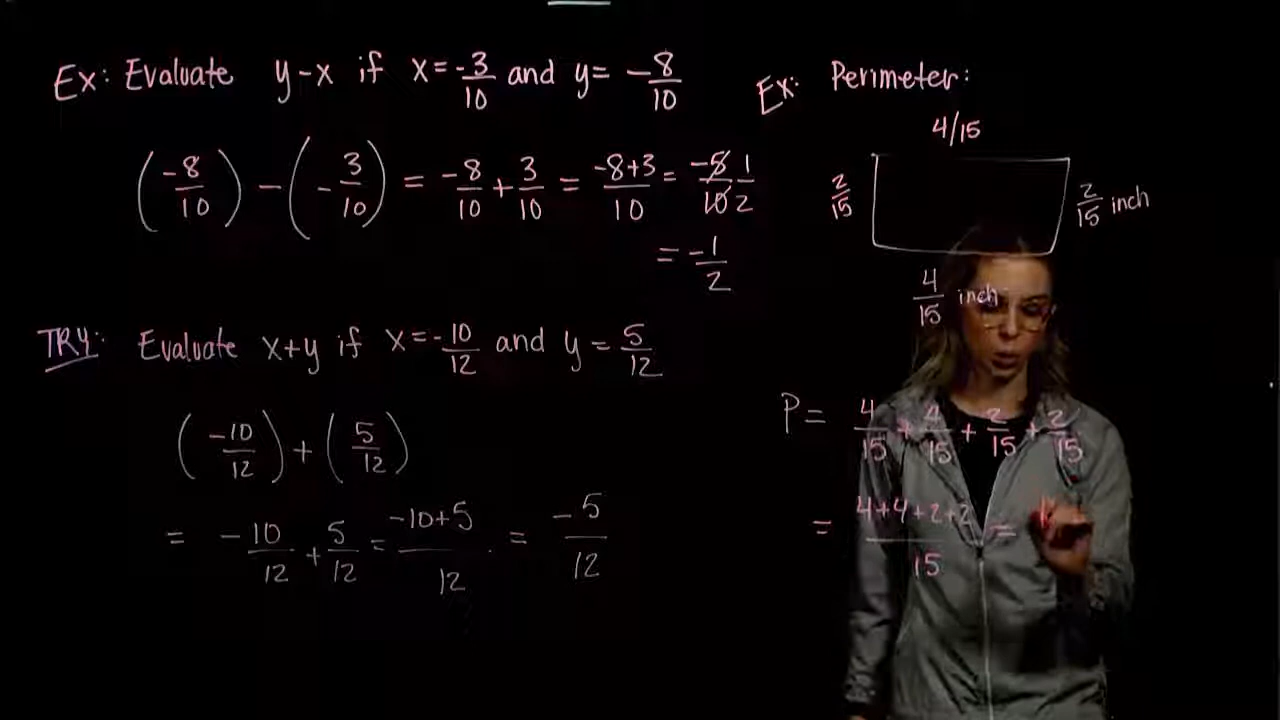 Ex: Evaluate y-x if x=-3/10 and y= -8/10
(-8/10) - (-3/10) = -8/10 + 3/10 = -8+3/10 = -5/10 1/2
= -1/2
TRY: Evaluate x+y if x=-10/12 and y = 5/12
(-10/12) + (5/12)
= -10/12 + 5/12 = -10+5/12 = -5/12
Ex: Perimeter:
4/15
2/15
2/15 inch
4/15 inch
P= 4/15 + 4/15 + 2/15 + 2/15
= 4+4+2+2/15 =